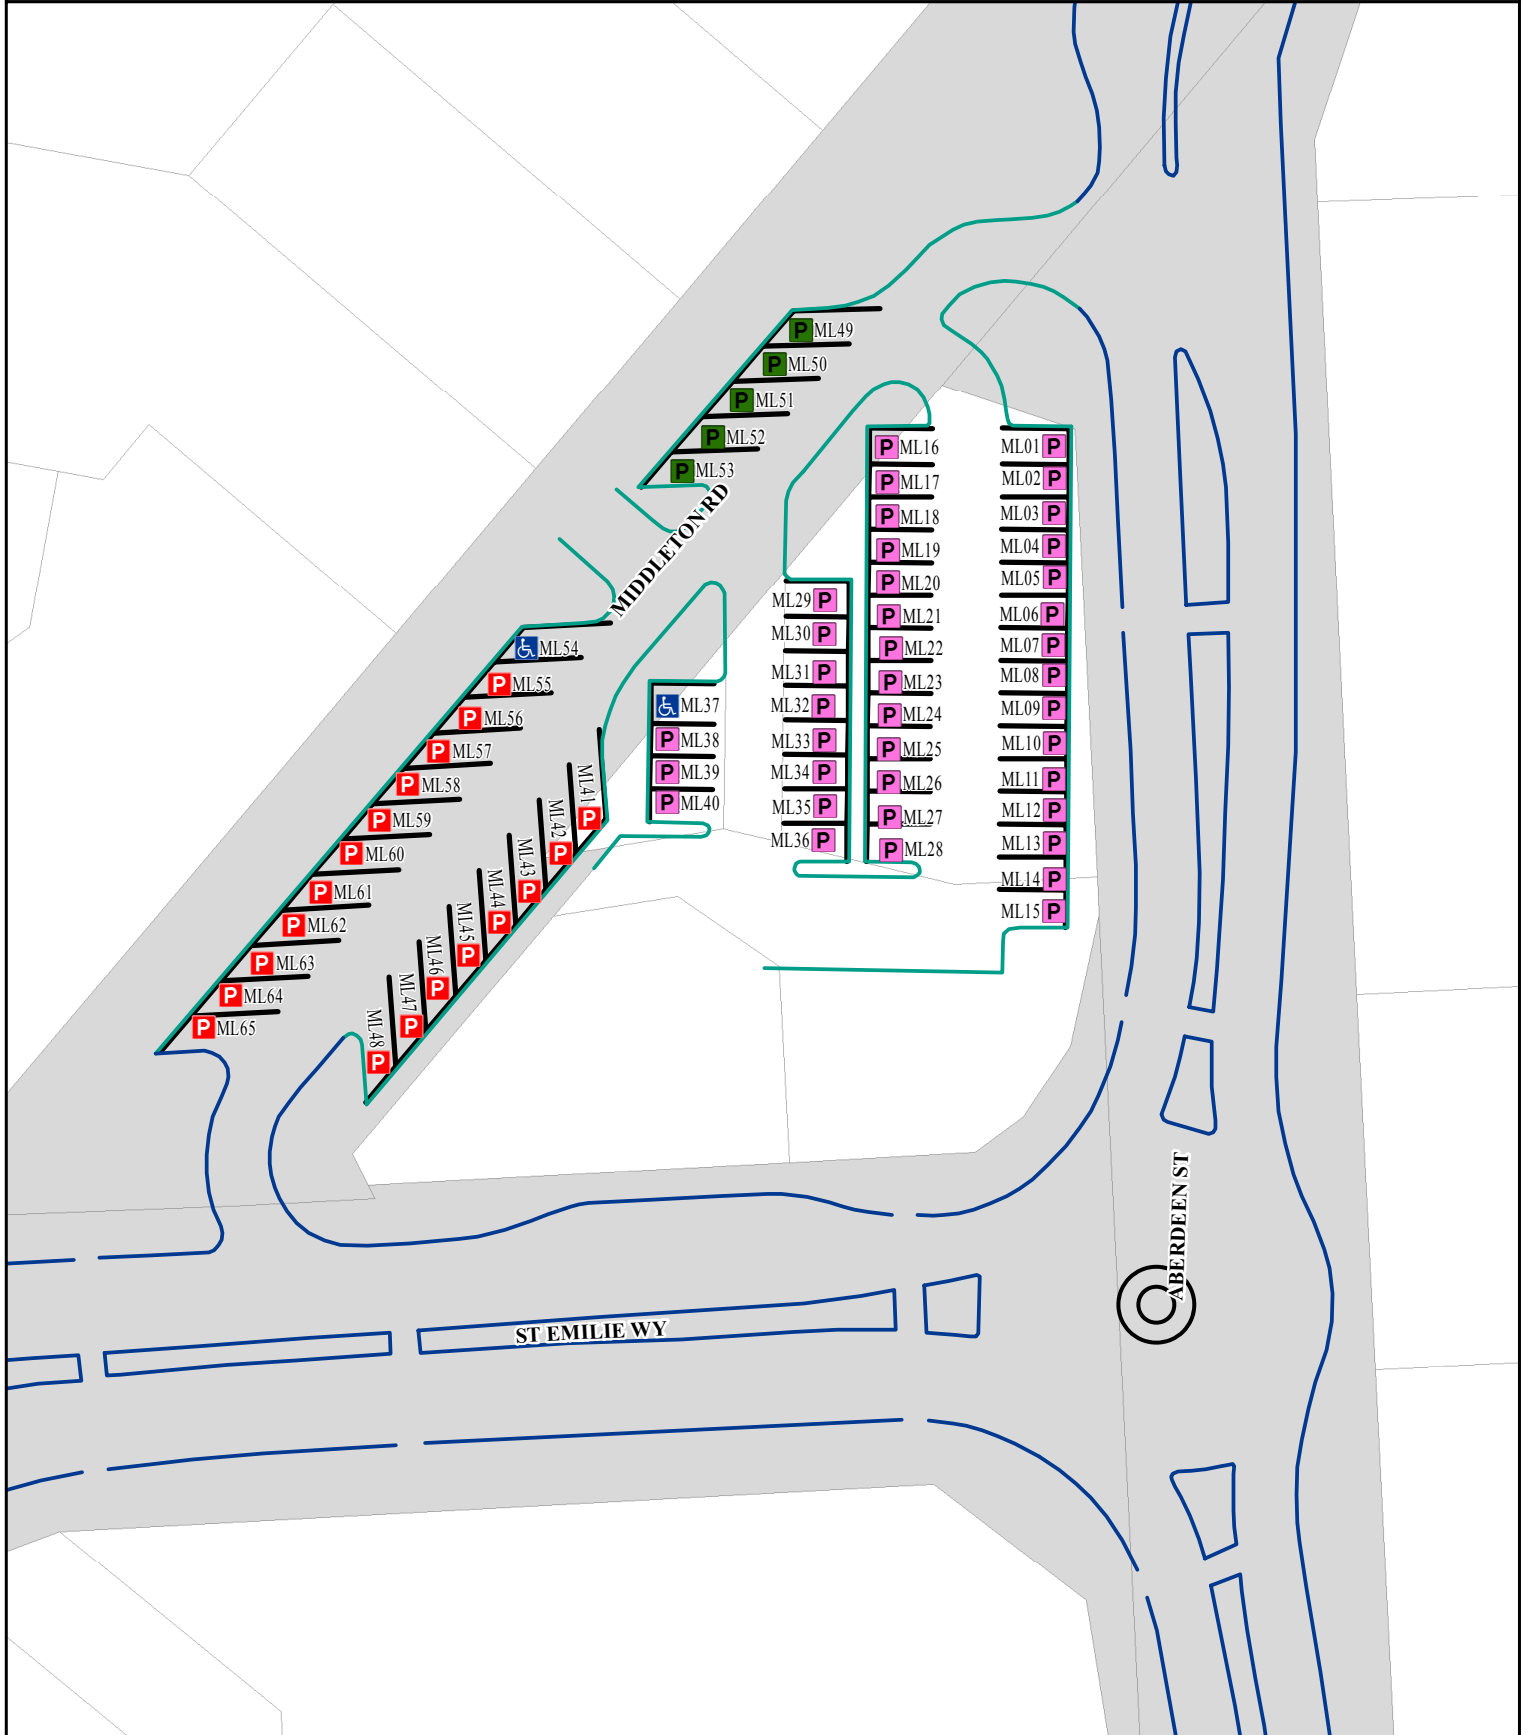 P ML49
P ML50
P ML51
P ML52
P ML53
MIDDLETON RD
P ML16
P ML17
P ML18
P ML19
P ML20
P ML21
P ML22
P ML23
P ML24
P ML25
P ML26
P ML27
P ML28
ML01 P
ML02 P
ML03 P
ML04 P
ML05 P
ML06 P
ML07 P
ML08 P
ML09 P
ML10 P
ML11 P
ML12 P
ML13 P
ML14 P
ML15 P
ML29 P
ML30 P
ML31 P
ML32 P
ML33 P
ML34 P
ML35 P
ML36 P
ML37
P ML38
P ML39
P ML40
ML54
P ML55
P ML56
P ML57
P ML58
P ML59
P ML60
P ML61
P ML62
P ML63
P ML64
P ML65
ML41 P
ML42 P
ML43 P
ML44 P
ML45 P
ML46 P
ML47 P
ML48 P
ABERDEEN ST
ST EMILIE WY